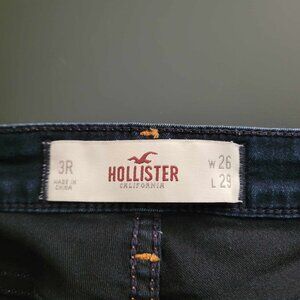 3R
MADE IN
CHINA
HOLLISTER
CALIFORNIA
W 26
L 29